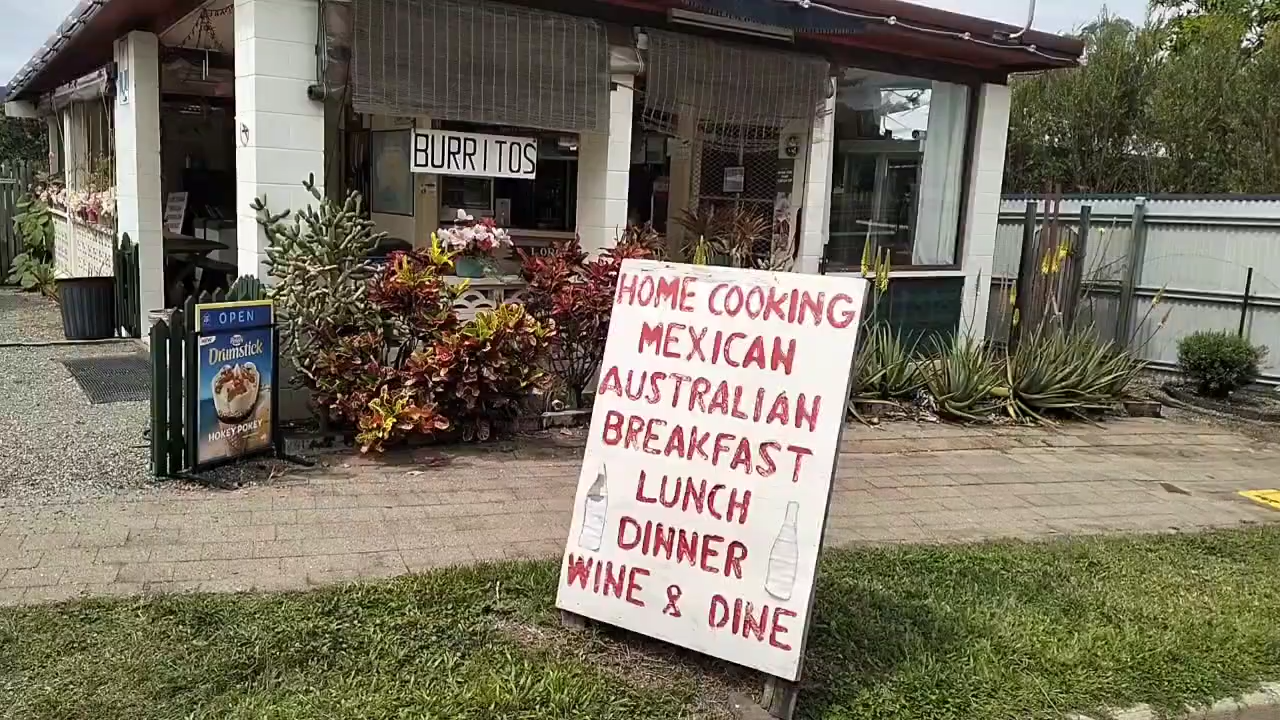 BURRITOS
OPEN
Drumstick
HOKEY POKEY
HOME COOKING
MEXICAN
AUSTRALIAN
BREAKFAST
LUNCH
DINNER
WINE & DINE